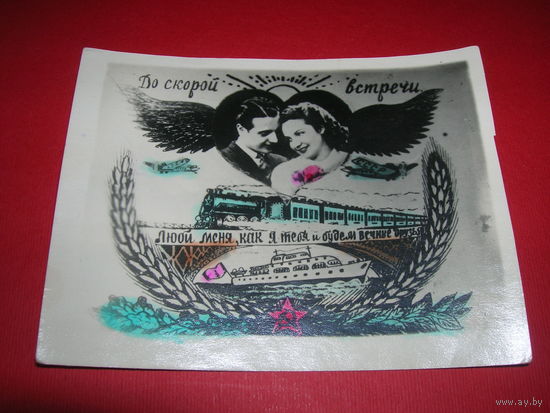 До скорой встречи
Люби меня, как я тебя и будем вечные друзья
www.ay.by